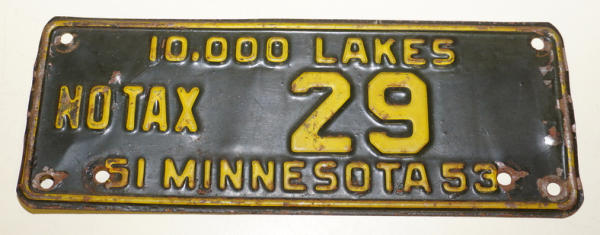 10.000 LAKES
NO TAX 29
51 MINNESOTA 53